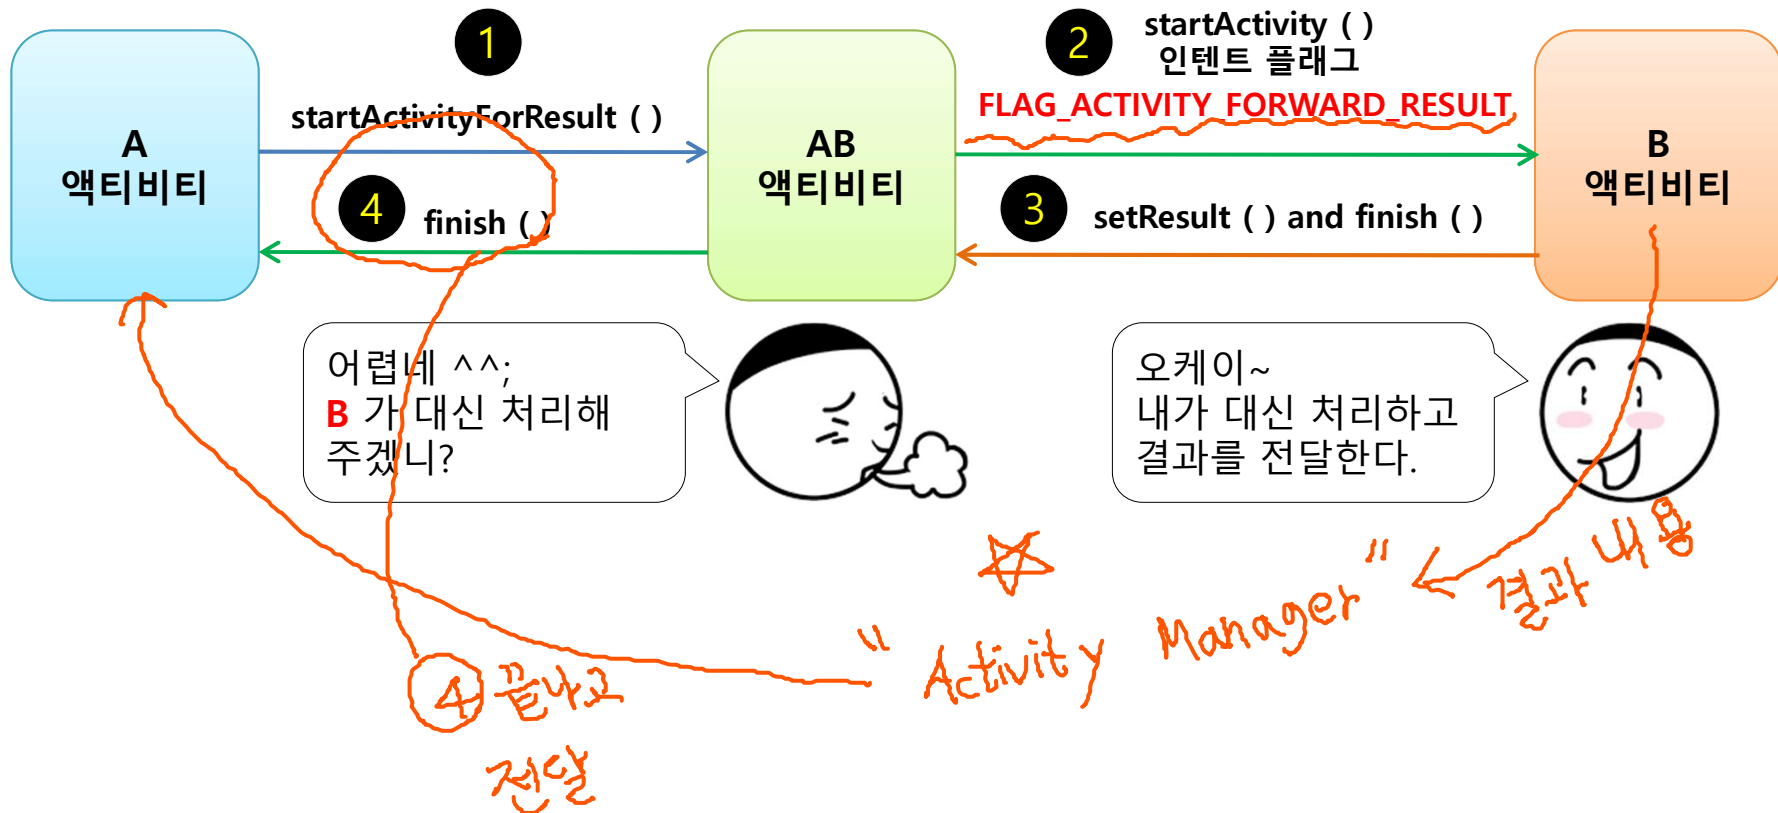 1
2
startActivity ( )
인텐트 플래그
FLAG_ACTIVITY_FORWARD_RESULT
startActivityForResult ( )
A
액티비티
AB
액티비티
B
액티비티
4
finish ( )
3
setResult ( ) and finish ( )
어렵네 ^^;
B 가 대신 처리해
주겠니?
오케이~
내가 대신 처리하고
결과를 전달한다.
결과 내용
"Activity Manager"
4 끝나고
전달